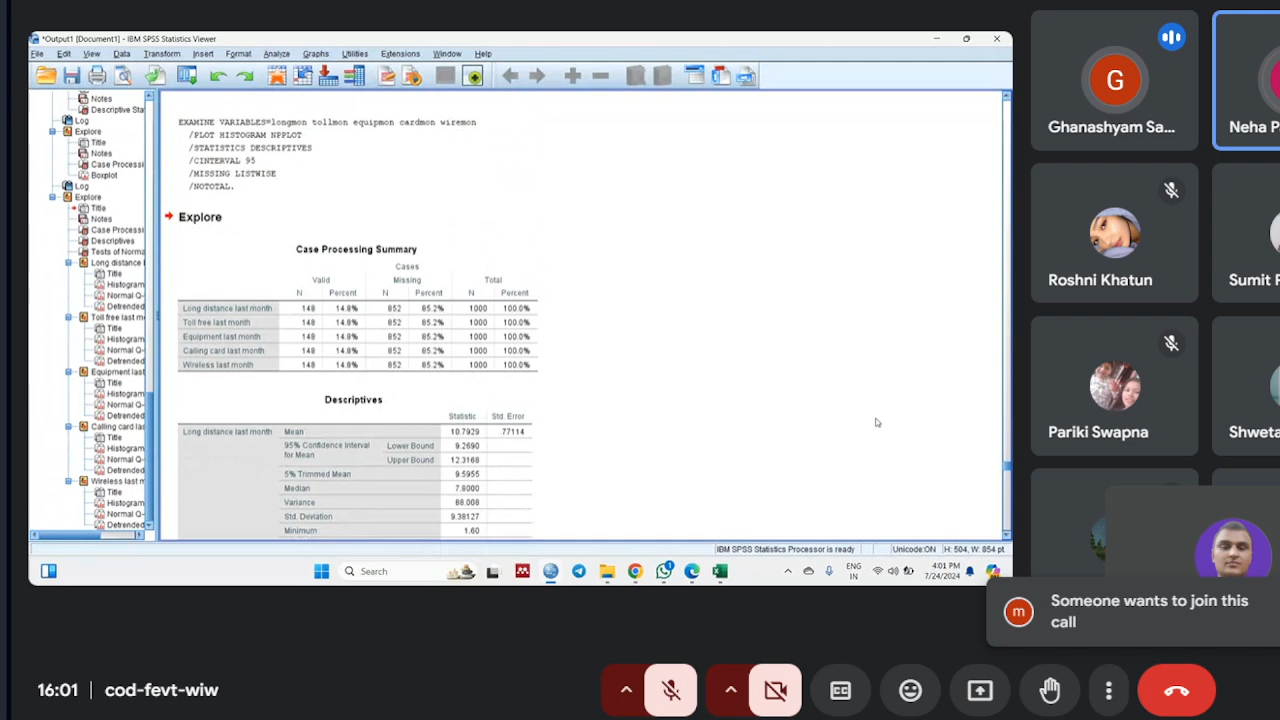 *Output1 [Document1] - IBM SPSS Statistics Viewer
File Edit View Data Transform Insert Format Analyze Graphs Utilities Extensions Window Help
Notes
Descriptive Sta
Log
Explore
Title
Notes
Case Processi
Boxplot
Log
Explore
Title
Notes
Case Processi
Descriptives
Tests of Norma
Long distance l
Title
Histogram
Normal Q-
Detrended
Toll free last m
Title
Histogram
Normal Q-
Detrended
Equipment last
Title
Histogram
Normal Q-
Detrended
Calling card las
Title
Histogram
Normal Q-
Detrended
Wireless last m
Title
Histogram
Normal Q-
Detrended
EXAMINE VARIABLES=longmon tollmon equipmon cardmon wiremon
/PLOT HISTOGRAM NPPLOT
/STATISTICS DESCRIPTIVES
/CINTERVAL 95
/MISSING LISTWISE
/NOTOTAL.
Explore
Case Processing Summary
Cases
Valid Missing Total
N Percent N Percent N Percent
Long distance last month 148 14.8% 852 85.2% 1000 100.0%
Toll free last month 148 14.8% 852 85.2% 1000 100.0%
Equipment last month 148 14.8% 852 85.2% 1000 100.0%
Calling card last month 148 14.8% 852 85.2% 1000 100.0%
Wireless last month 148 14.8% 852 85.2% 1000 100.0%
Descriptives
Statistic Std. Error
Long distance last month Mean 10.7929 .77114
95% Confidence Interval for Mean Lower Bound 9.2690
Upper Bound 12.3168
5% Trimmed Mean 9.5955
Median 7.8000
Variance 88.008
Std. Deviation 9.38127
Minimum 1.60
IBM SPSS Statistics Processor is ready Unicode:ON H: 504, W: 854 pt.
Search
ENG
IN
4:01 PM
7/24/2024
G
Ghanashyam Sa...
Neha P
Roshni Khatun
Sumit
Pariki Swapna
Shweta
m
Someone wants to join this
call
16:01 | cod-fevt-wiw